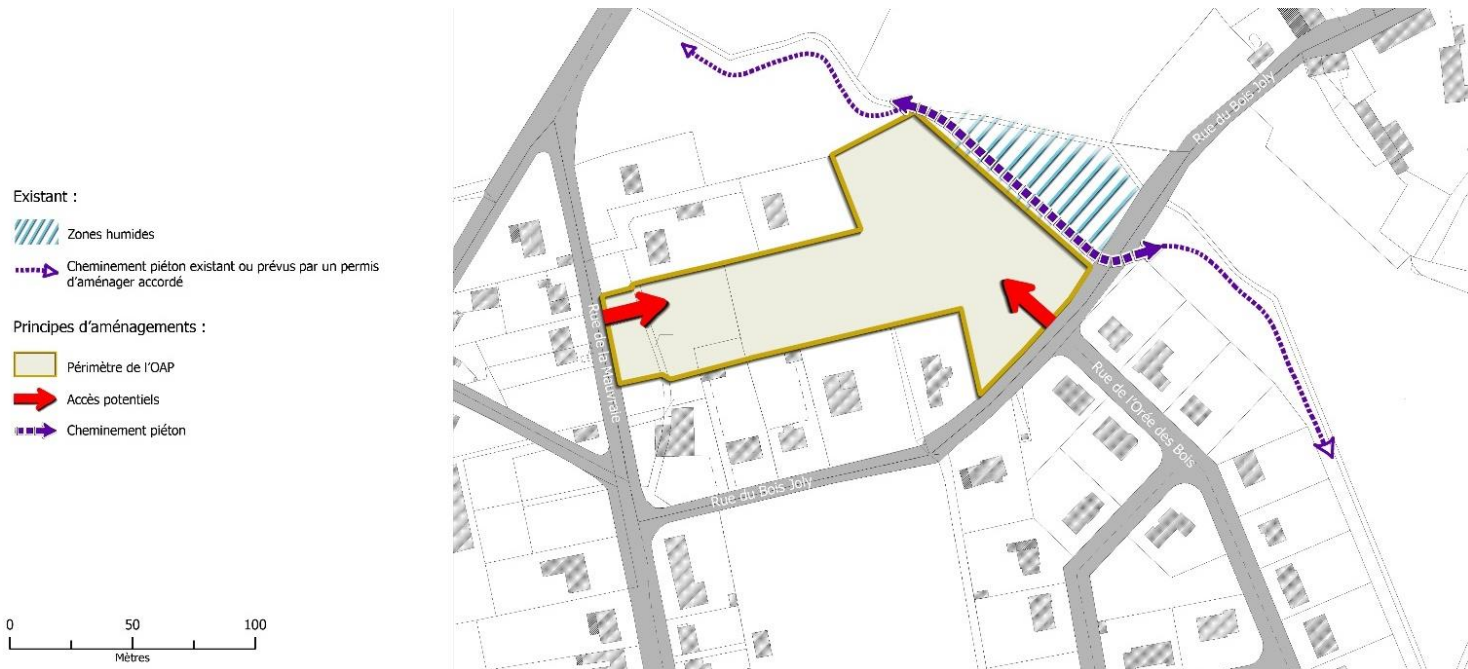 Existant :
Zones humides
Cheminement piéton existant ou prévus par un permis
d'aménager accordé
Principes d'aménagements :
Périmètre de l'OAP
Accès potentiels
Cheminement piéton
0 50 100
Mètres
Rue du Bois Joly
Rue de la Mauvraie
Rue de l'Orée des Bois
Rue du Bois Joly